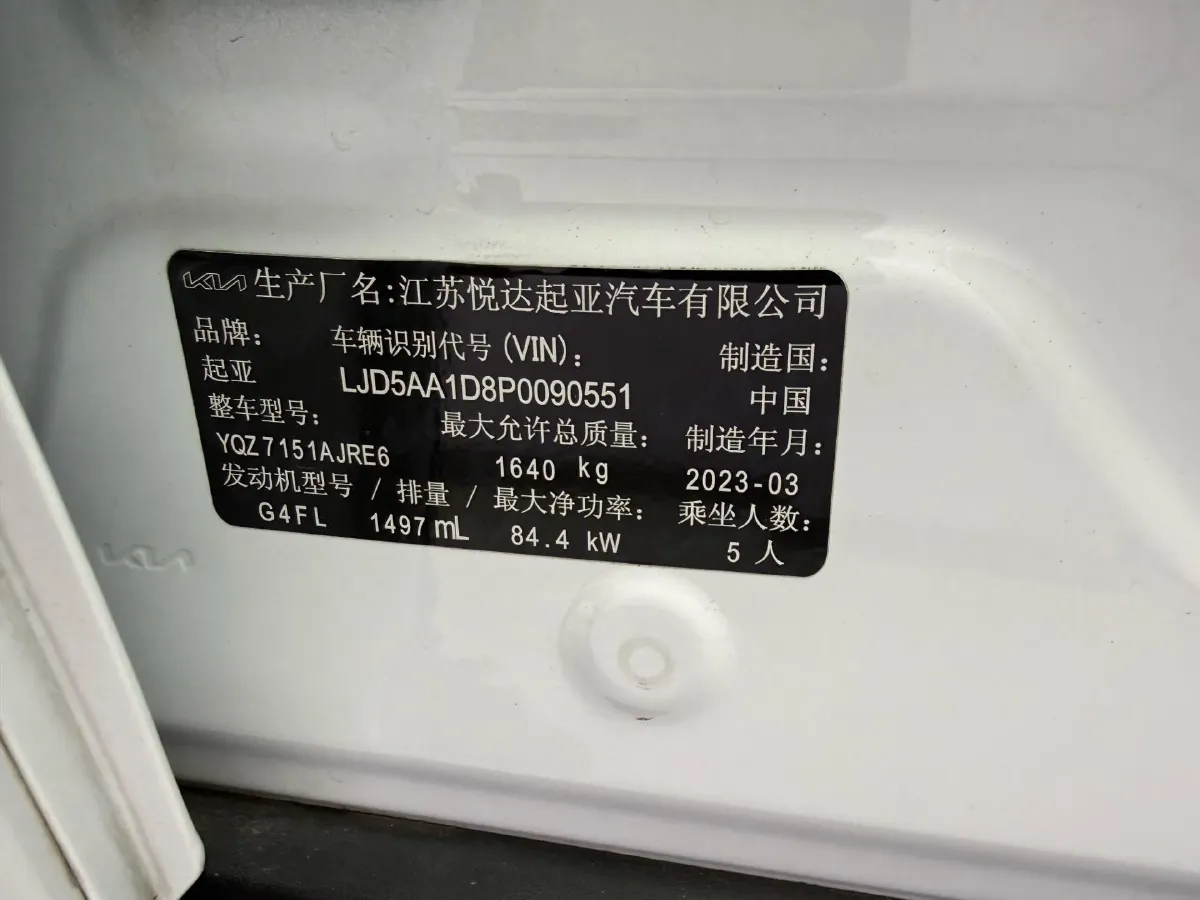 KIA 生产厂名:江苏悦达起亚汽车有限公司
品牌: 车辆识别代号(VIN): 制造国:
起亚 LJD5AA1D8P0090551 中国
整车型号: 最大允许总质量: 制造年月:
YQZ7151AJRE6 1640 kg 2023-03
发动机型号 / 排量 / 最大净功率: 乘坐人数:
G4FL 1497mL 84.4 kW 5 人
KIA